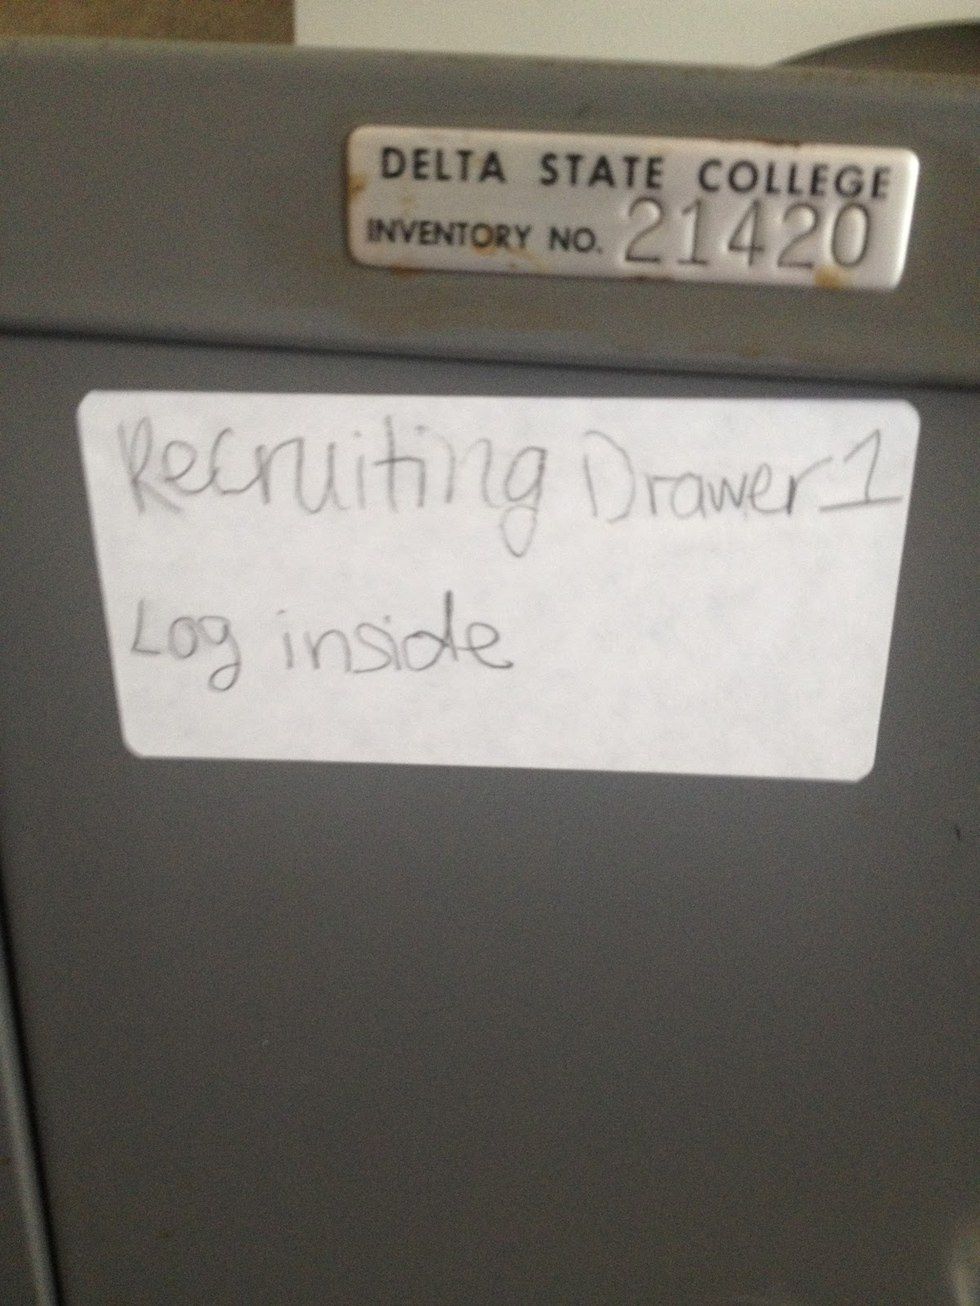 DELTA STATE COLLEGE
INVENTORY NO. 21420
Recruiting Drawer 1
Log inside